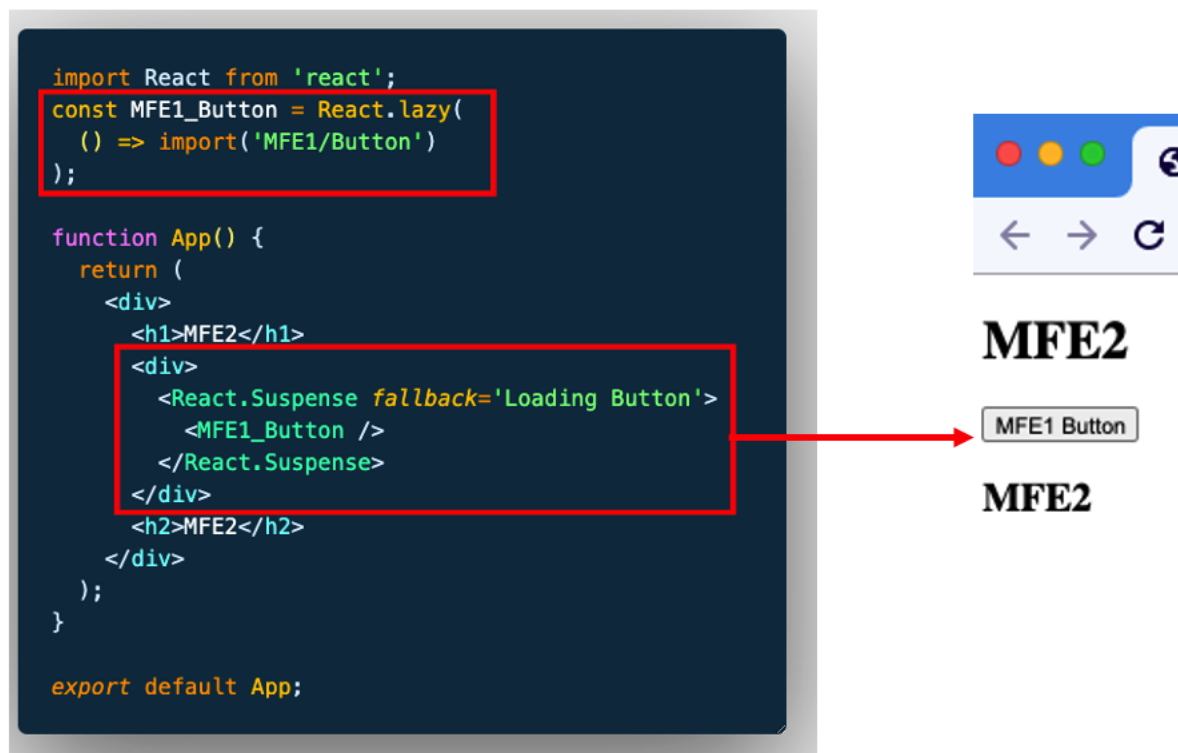 import React from 'react';
const MFE1_Button = React.lazy(
  () => import('MFE1/Button')
);
function App() {
  return (
    <div>
      <h1>MFE2</h1>
      <div>
        <React.Suspense fallback='Loading Button'>
          <MFE1_Button />
        </React.Suspense>
      </div>
      <h2>MFE2</h2>
    </div>
  );
}
export default App;
MFE2
MFE1 Button
MFE2